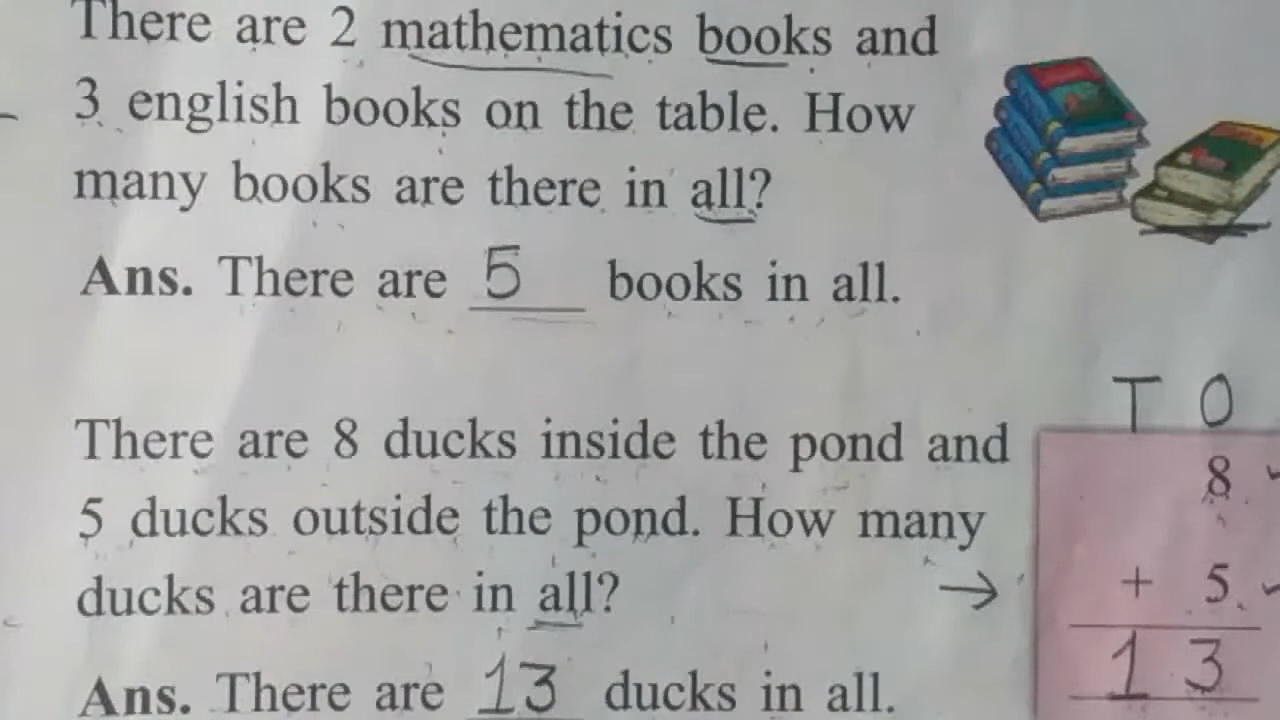 There are 2 mathematics books and
3 english books on the table. How
many books are there in all?
Ans. There are 5 books in all.
There are 8 ducks inside the pond and
5 ducks outside the pond. How many
ducks are there in all?
Ans. There are 13 ducks in all.
T O
8
+ 5
1 3